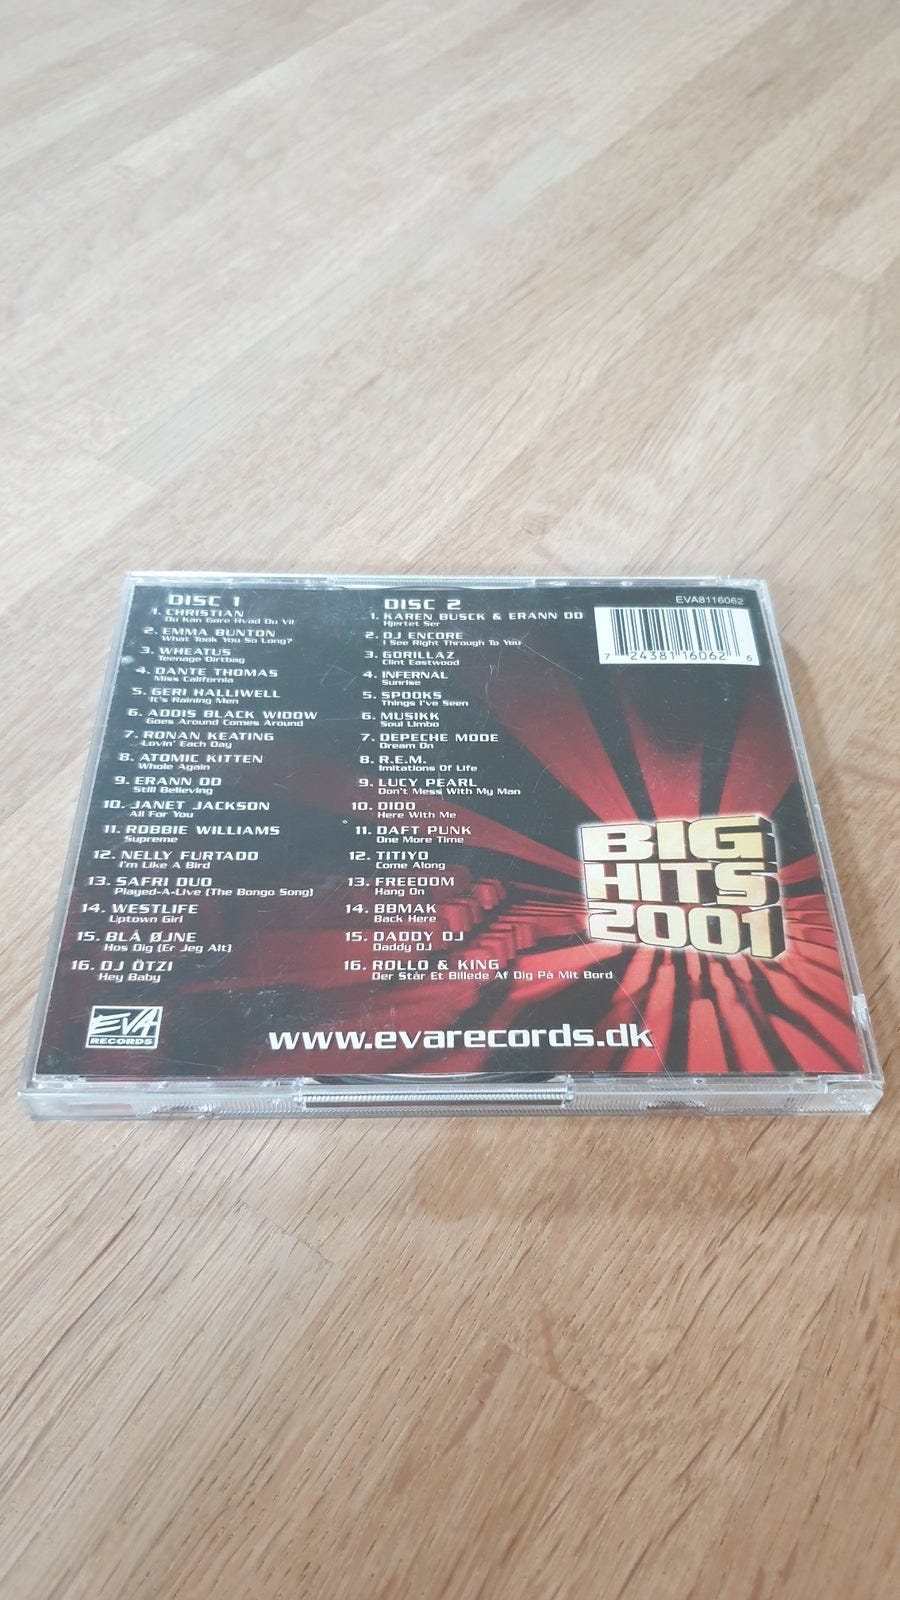 DISC 1
1. CHRISTIAN
Du Kan Gøre Hvad Du Vil
2. EMMA BUNTON
What Took You So Long?
3. WHEATUS
Teenage Dirtbag
4. DANTE THOMAS
Miss California
5. GERI HALLIWELL
It's Raining Men
6. ADDIS BLACK WIDOW
Goes Around Comes Around
7. RONAN KEATING
Lovin' Each Day
8. ATOMIC KITTEN
Whole Again
9. ERANN DD
Still Believing
10. JANET JACKSON
All For You
11. ROBBIE WILLIAMS
Supreme
12. NELLY FURTADO
I'm Like A Bird
13. SAFRI DUO
Played-A-Live (The Bongo Song)
14. WESTLIFE
Uptown Girl
15. BLÅ ØJNE
Hos Dig (Er Jeg Alt)
16. DJ ÖTZI
Hey Baby
DISC 2
1. KAREN BUSCK & ERANN DD
Hjertet Ser
2. DJ ENCORE
I See Right Through To You
3. GORILLAZ
Clint Eastwood
4. INFERNAL
Sunrise
5. SPOOKS
Things I've Seen
6. MUSIKK
Soul Limbo
7. DEPECHE MODE
Dream On
8. R.E.M.
Imitations Of Life
9. LUCY PEARL
Don't Mess With My Man
10. DIDO
Here With Me
11. DAFT PUNK
One More Time
12. TITIYO
Come Along
13. FREEDOM
Hang On
14. BBMAK
Back Here
15. DADDY DJ
Daddy DJ
16. ROLLO & KING
Der Står Et Billede Af Dig På Mit Bord
EVA8116062
7 24381 16062 6
BIG
HITS
2001
EVA
RECORDS
www.evarecords.dk